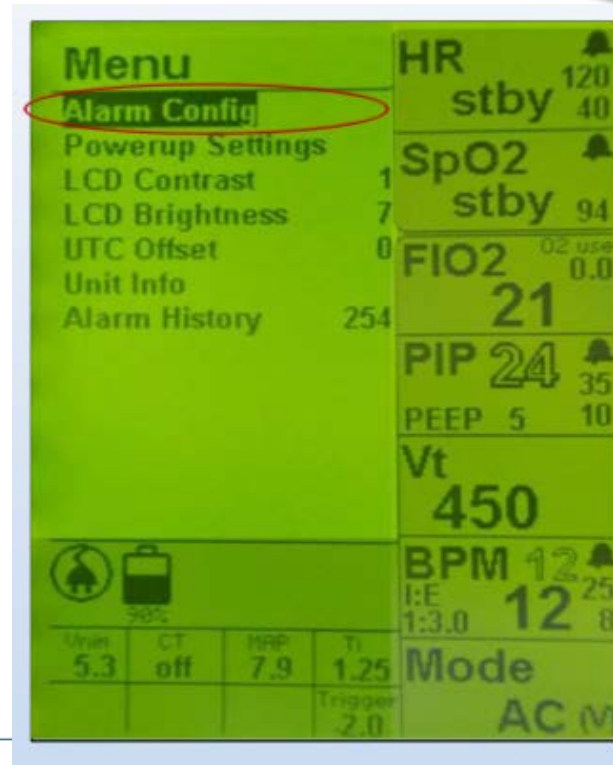 Menu
Alarm Config
Powerup Settings
LCD Contrast 1
LCD Brightness 7
UTC Offset 0
Unit Info
Alarm History 254
90%
Vmin CT MAP Ti
5.3 off 7.9 1.25
Trigger
-2.0
HR 120
stby 40
SpO2
stby 94
FIO2 O2 use
0.0
21
PIP 24 35
PEEP 5 10
Vt
450
BPM 12 25
I:E
1:3.0 12 8
Mode
AC (V